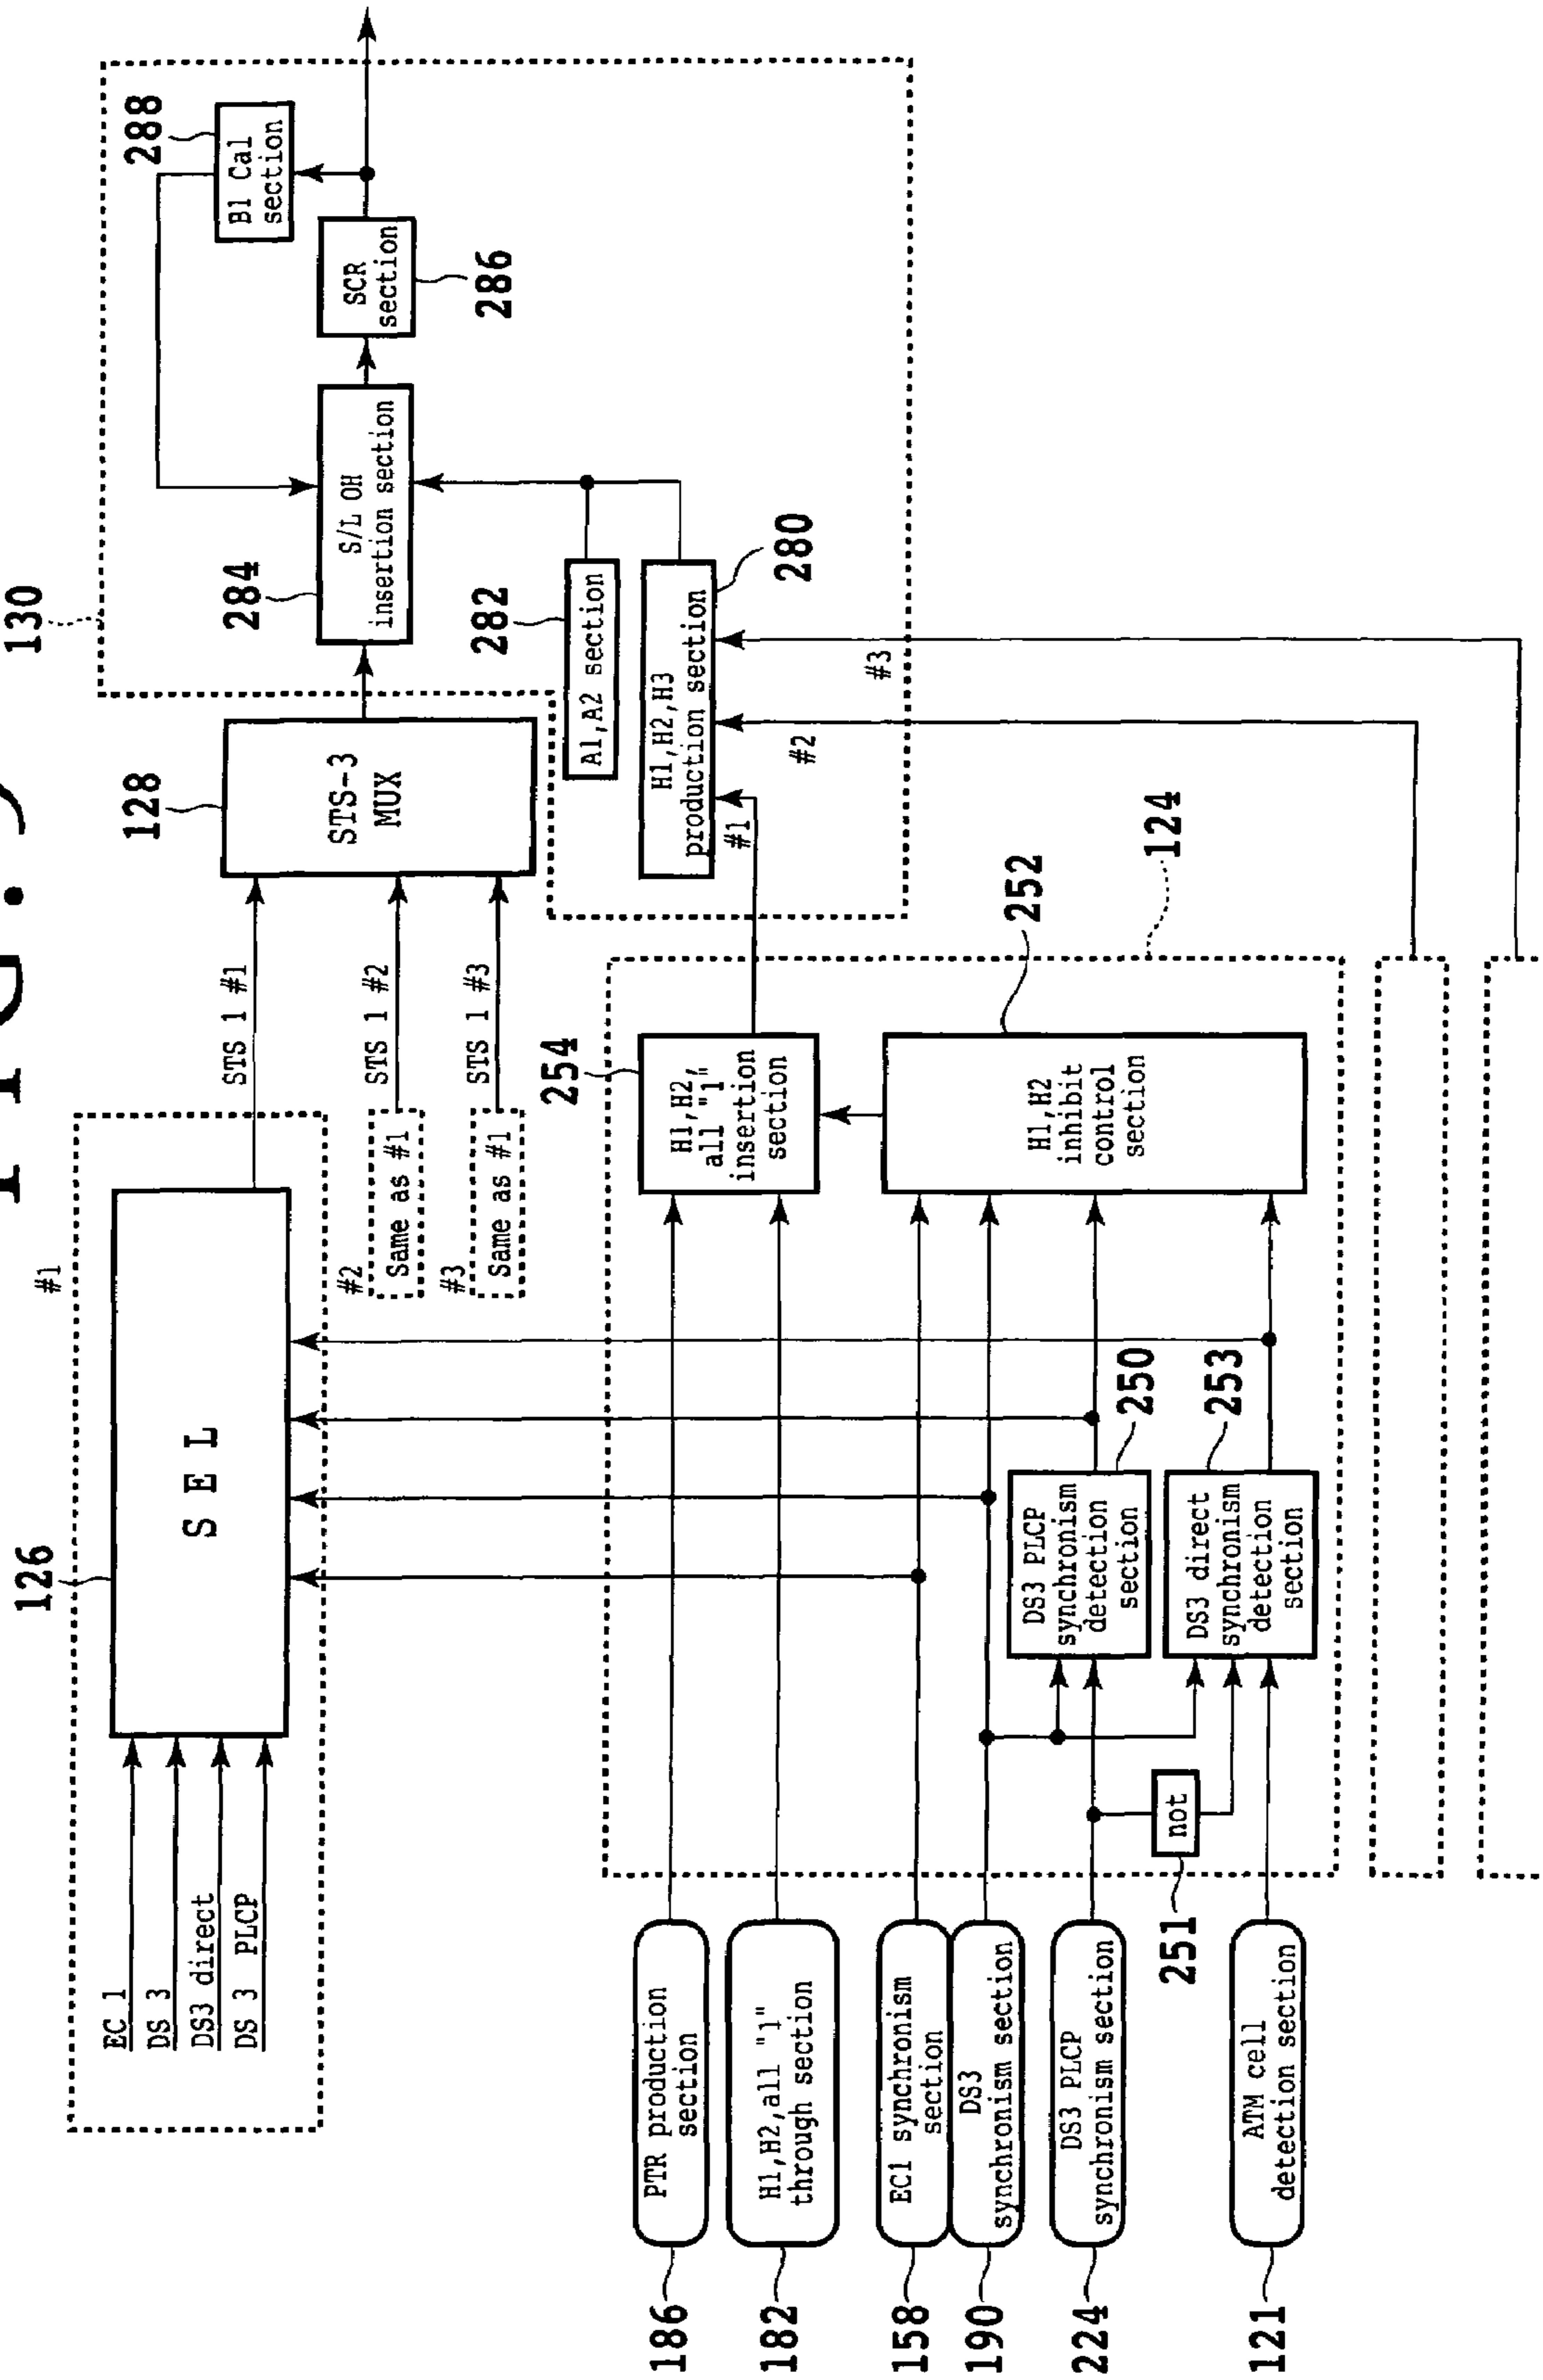 #1
126
S E L
EC 1
DS 3
DS3 direct
DS 3 PLCP
STS 1 #1
#2
Same as #1
STS 1 #2
#3
Same as #1
STS 1 #3
128
STS-3
MUX
130
284
S/L OH
insertion section
SCR
section
286
288
B1 Cal
section
282
A1,A2 section
H1,H2,H3
production section
280
#1
#2
#3
186
PTR production
section
182
H1,H2,all "1"
through section
158
EC1 synchronism
section
190
DS3
synchronism section
224
DS3 PLCP
synchronism section
121
ATM cell
detection section
251
not
DS3 PLCP
synchronism
detection
section
250
DS3 direct
synchronism
detection
section
253
254
H1,H2,
all "1"
insertion
section
252
H1,H2
inhibit
control
section
124